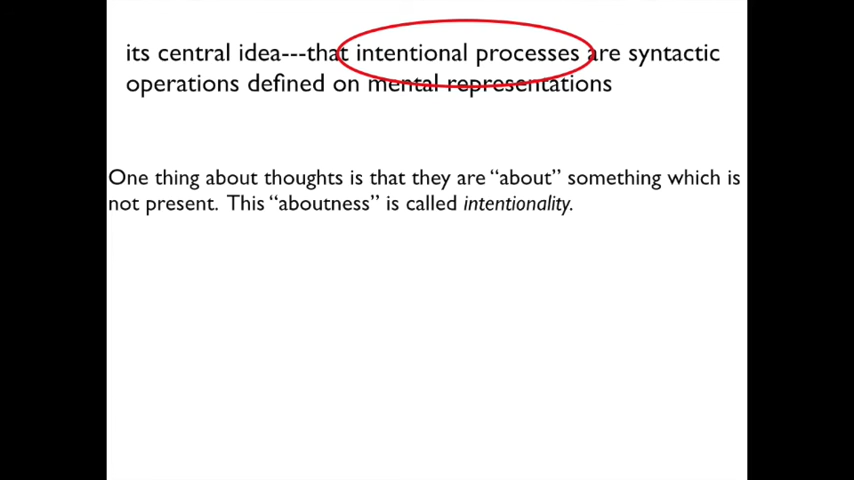 its central idea---that intentional processes are syntactic
operations defined on mental representations
One thing about thoughts is that they are “about” something which is
not present. This “aboutness” is called intentionality.